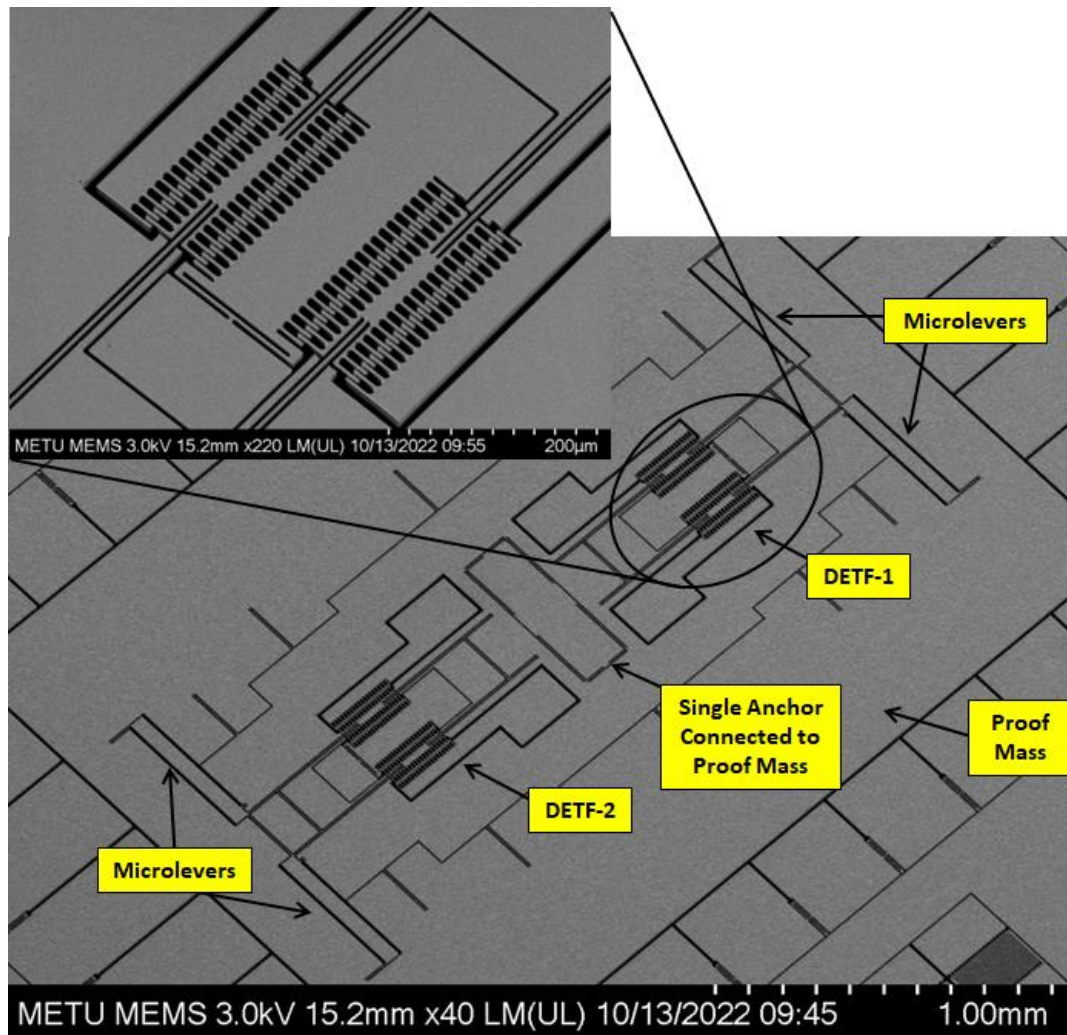 METU MEMS 3.0kV 15.2mm x220 LM(UL) 10/13/2022 09:55 200µm
Microlevers
DETF-1
Single Anchor
Connected to
Proof Mass
Proof
Mass
DETF-2
Microlevers
METU MEMS 3.0kV 15.2mm x40 LM(UL) 10/13/2022 09:45 1.00mm